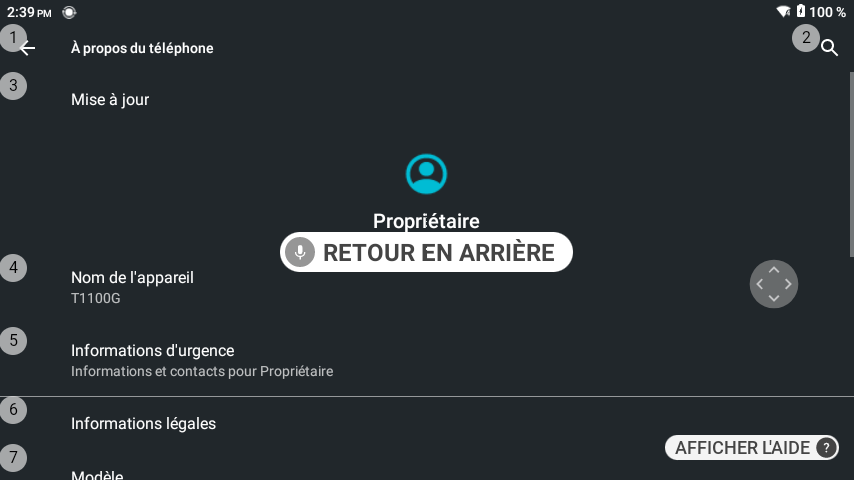 2:39 PM
100 %
1
À propos du téléphone
2
3
Mise à jour
Propriétaire
RETOUR EN ARRIÈRE
4
Nom de l'appareil
T1100G
5
Informations d'urgence
Informations et contacts pour Propriétaire
6
Informations légales
AFFICHER L'AIDE ?
7
Modèle